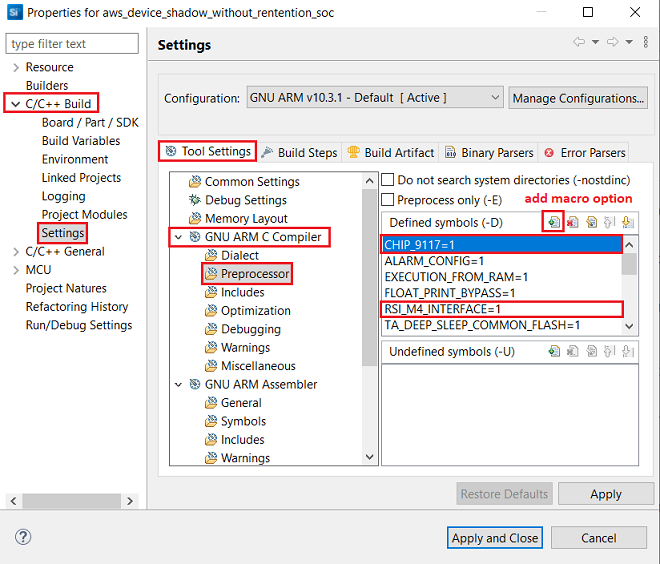 Si Properties for aws_device_shadow_without_rentention_soc
type filter text
Resource
Builders
C/C++ Build
Board / Part / SDK
Build Variables
Environment
Linked Projects
Logging
Project Modules
Settings
C/C++ General
MCU
Project Natures
Refactoring History
Run/Debug Settings
Settings
Configuration: GNU ARM v10.3.1 - Default [ Active ] Manage Configurations...
Tool Settings Build Steps Build Artifact Binary Parsers Error Parsers
Common Settings
Debug Settings
Memory Layout
GNU ARM C Compiler
Dialect
Preprocessor
Includes
Optimization
Debugging
Warnings
Miscellaneous
GNU ARM Assembler
General
Symbols
Includes
Warnings
Do not search system directories (-nostdinc)
Preprocess only (-E) add macro option
Defined symbols (-D)
CHIP_9117=1
ALARM_CONFIG=1
EXECUTION_FROM_RAM=1
FLOAT_PRINT_BYPASS=1
RSI_M4_INTERFACE=1
TA_DEEP_SLEEP_COMMON_FLASH=1
Undefined symbols (-U)
Restore Defaults Apply
? Apply and Close Cancel